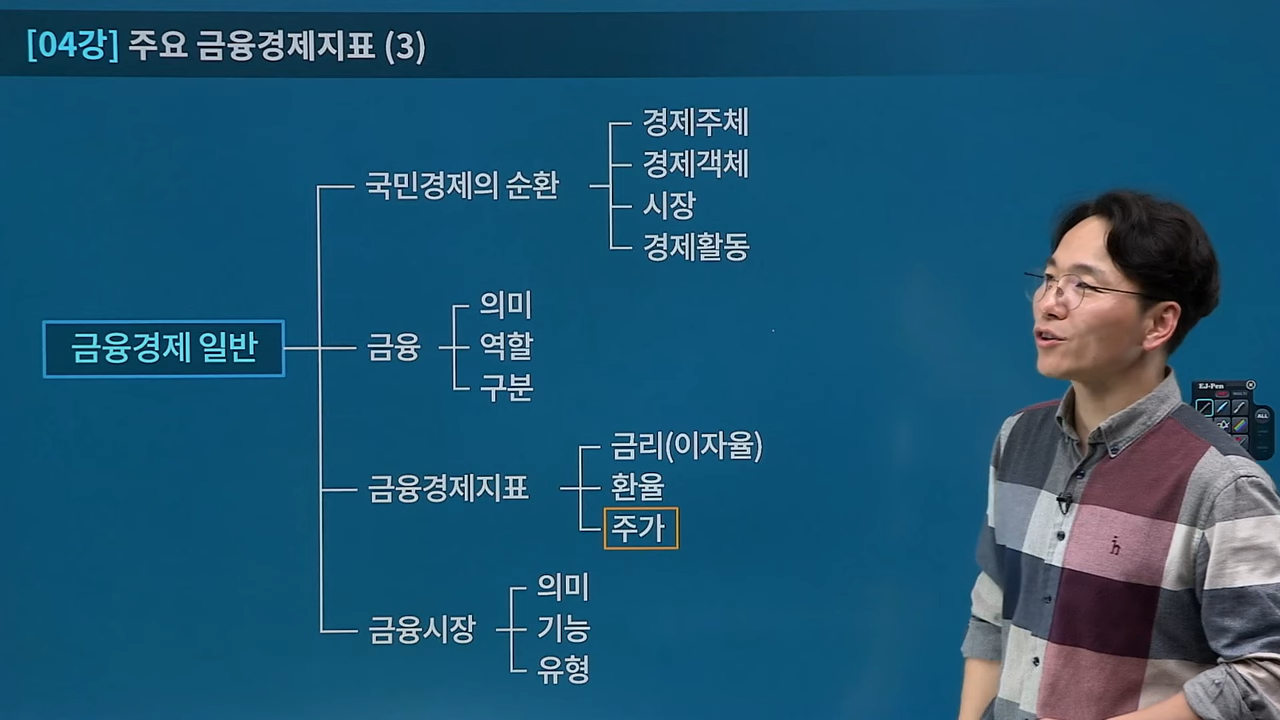 [04강] 주요 금융경제지표 (3)
금융경제 일반
국민경제의 순환
경제주체
경제객체
시장
경제활동
금융
의미
역할
구분
금융경제지표
금리(이자율)
환율
주가
금융시장
의미
기능
유형
EJ-Pen
ALL